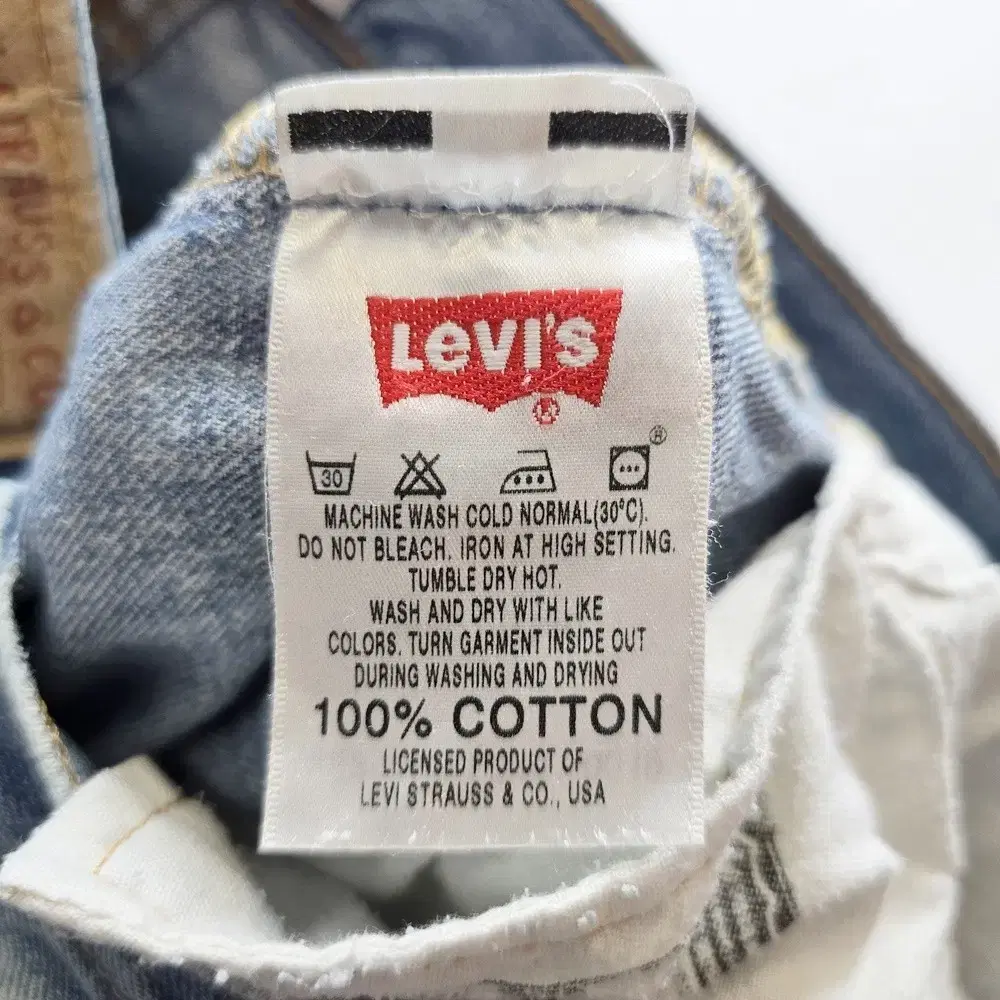 LEVI'S
®
30
®
MACHINE WASH COLD NORMAL(30°C).
DO NOT BLEACH. IRON AT HIGH SETTING.
TUMBLE DRY HOT.
WASH AND DRY WITH LIKE
COLORS. TURN GARMENT INSIDE OUT
DURING WASHING AND DRYING
100% COTTON
LICENSED PRODUCT OF
LEVI STRAUSS & CO., USA